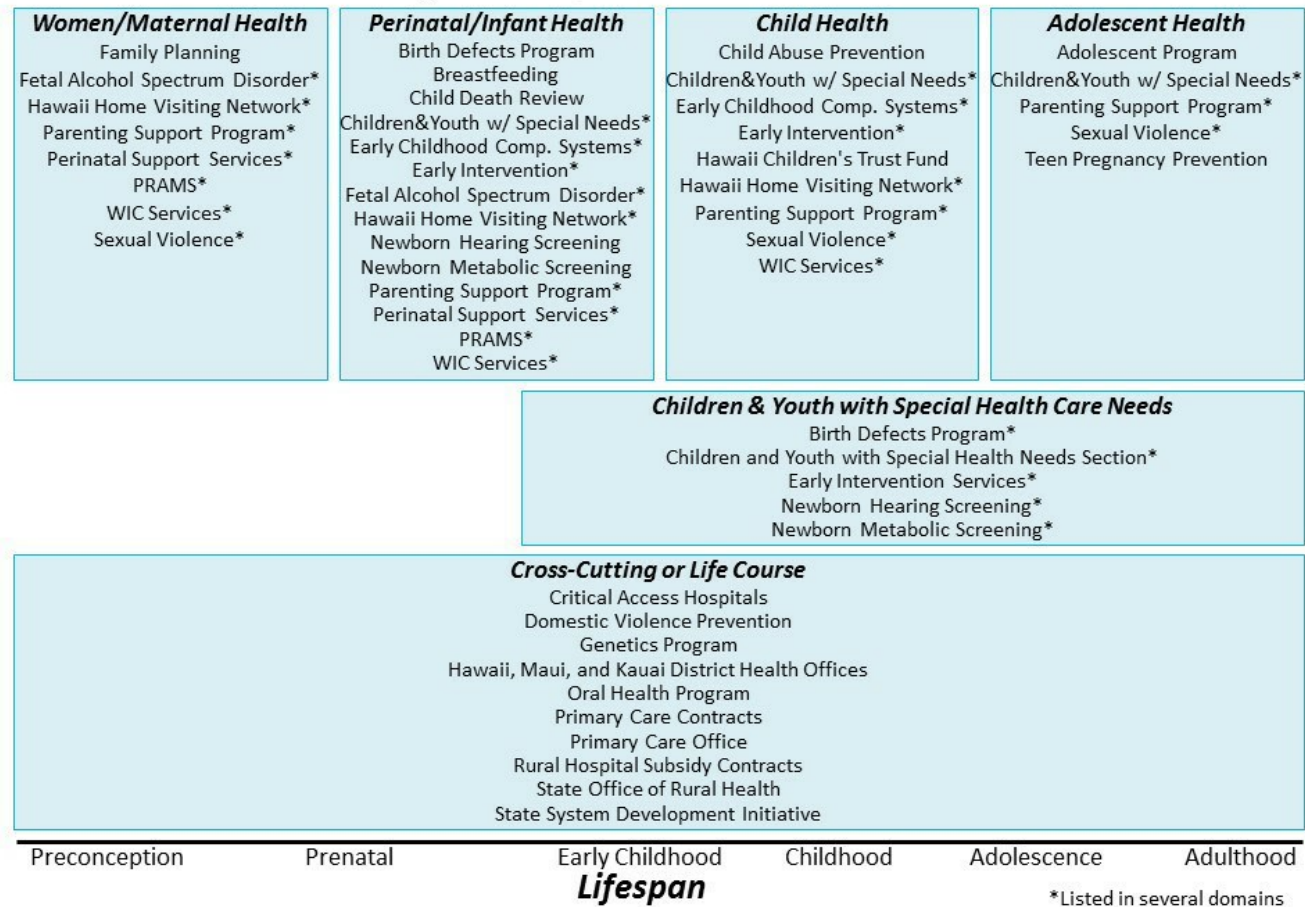 Women/Maternal Health
Family Planning
Fetal Alcohol Spectrum Disorder*
Hawaii Home Visiting Network*
Parenting Support Program*
Perinatal Support Services*
PRAMS*
WIC Services*
Sexual Violence*
Perinatal/Infant Health
Birth Defects Program
Breastfeeding
Child Death Review
Children&Youth w/ Special Needs*
Early Childhood Comp. Systems*
Early Intervention*
Fetal Alcohol Spectrum Disorder*
Hawaii Home Visiting Network*
Newborn Hearing Screening
Newborn Metabolic Screening
Parenting Support Program*
Perinatal Support Services*
PRAMS*
WIC Services*
Child Health
Child Abuse Prevention
Children&Youth w/ Special Needs*
Early Childhood Comp. Systems*
Early Intervention*
Hawaii Children's Trust Fund
Hawaii Home Visiting Network*
Parenting Support Program*
Sexual Violence*
WIC Services*
Adolescent Health
Adolescent Program
Children&Youth w/ Special Needs*
Parenting Support Program*
Sexual Violence*
Teen Pregnancy Prevention
Children & Youth with Special Health Care Needs
Birth Defects Program*
Children and Youth with Special Health Needs Section*
Early Intervention Services*
Newborn Hearing Screening*
Newborn Metabolic Screening*
Cross-Cutting or Life Course
Critical Access Hospitals
Domestic Violence Prevention
Genetics Program
Hawaii, Maui, and Kauai District Health Offices
Oral Health Program
Primary Care Contracts
Primary Care Office
Rural Hospital Subsidy Contracts
State Office of Rural Health
State System Development Initiative
Preconception Prenatal Early Childhood Childhood Adolescence Adulthood
Lifespan
*Listed in several domains